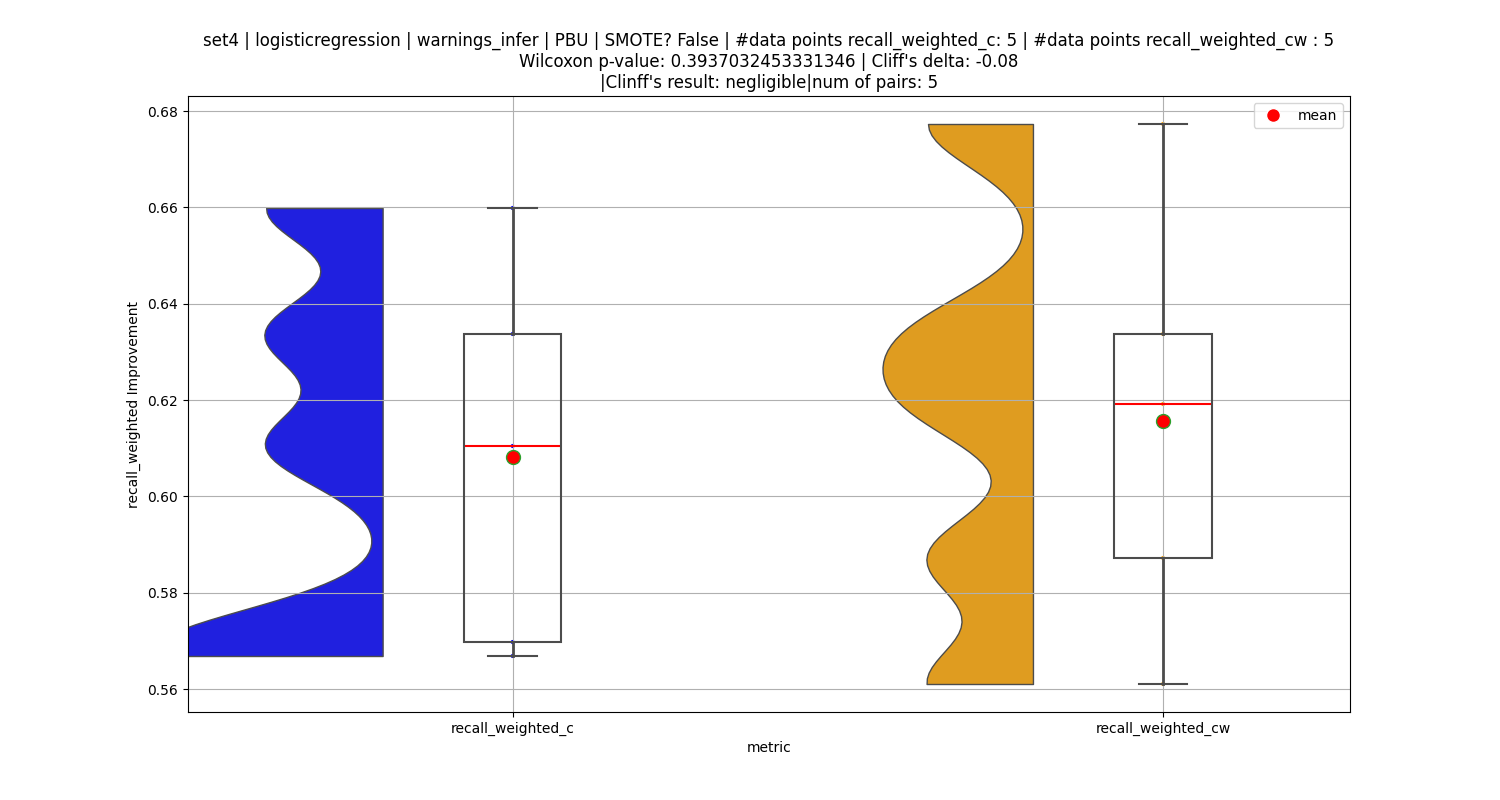 set4 | logisticregression | warnings_infer | PBU | SMOTE? False | #data points recall_weighted_c: 5 | #data points recall_weighted_cw : 5
Wilcoxon p-value: 0.3937032453331346 | Cliff's delta: -0.08
|Clinff's result: negligible|num of pairs: 5
mean
0.68
0.66
0.64
0.62
0.60
0.58
0.56
recall_weighted Improvement
recall_weighted_c
recall_weighted_cw
metric